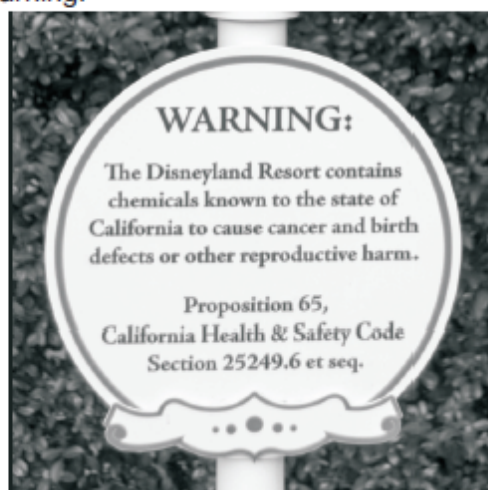 WARNING:
The Disneyland Resort contains
chemicals known to the state of
California to cause cancer and birth
defects or other reproductive harm.
Proposition 65,
California Health & Safety Code
Section 25249.6 et seq.